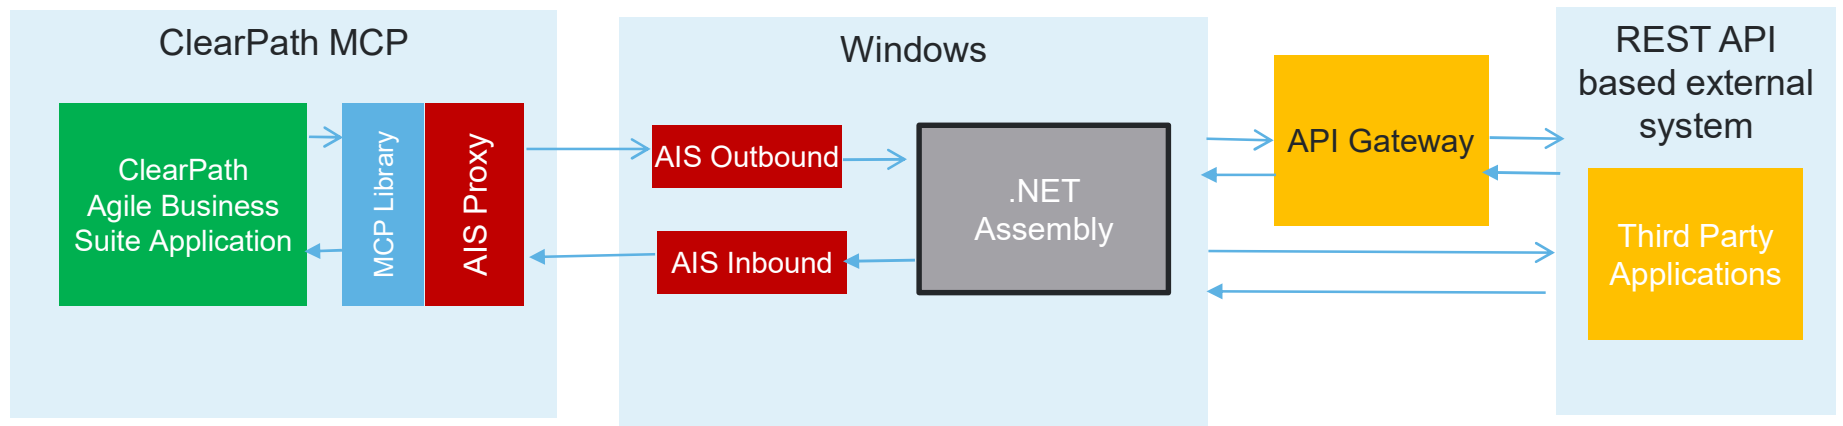 ClearPath MCP
ClearPath
Agile Business
Suite Application
MCP Library
AIS Proxy
Windows
AIS Outbound
AIS Inbound
.NET
Assembly
API Gateway
REST API
based external
system
Third Party
Applications